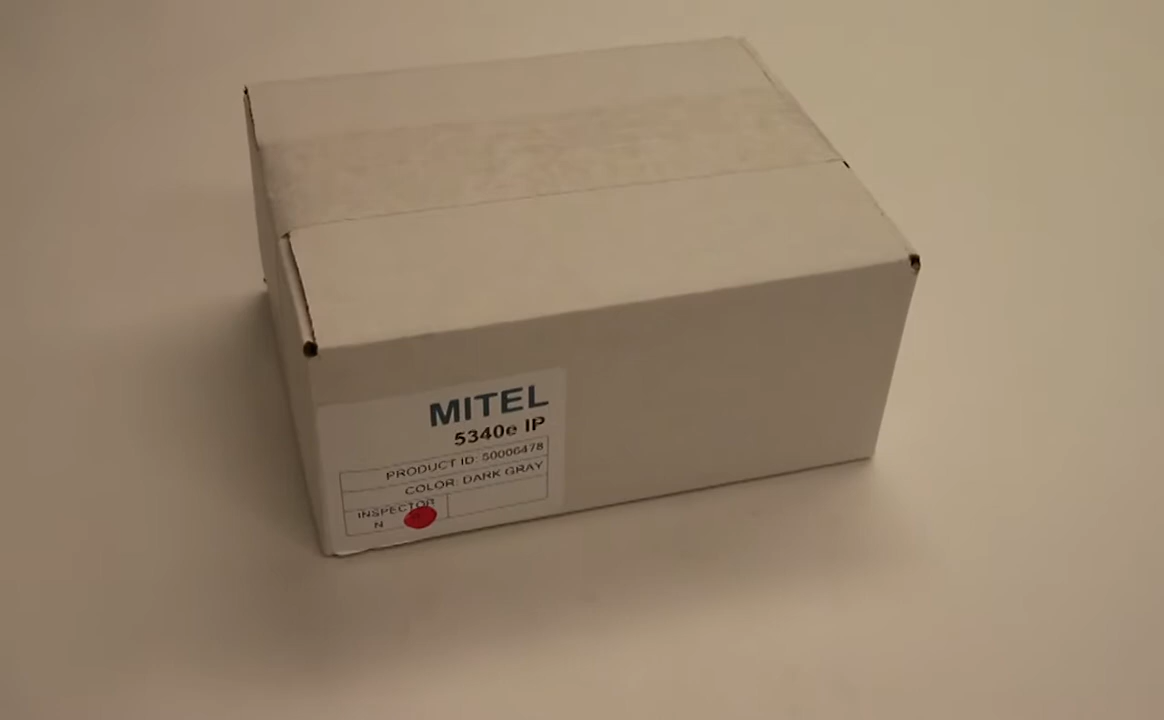 MITEL
5340e IP
PRODUCT ID: 50006478
COLOR: DARK GRAY
INSPECTOR
N